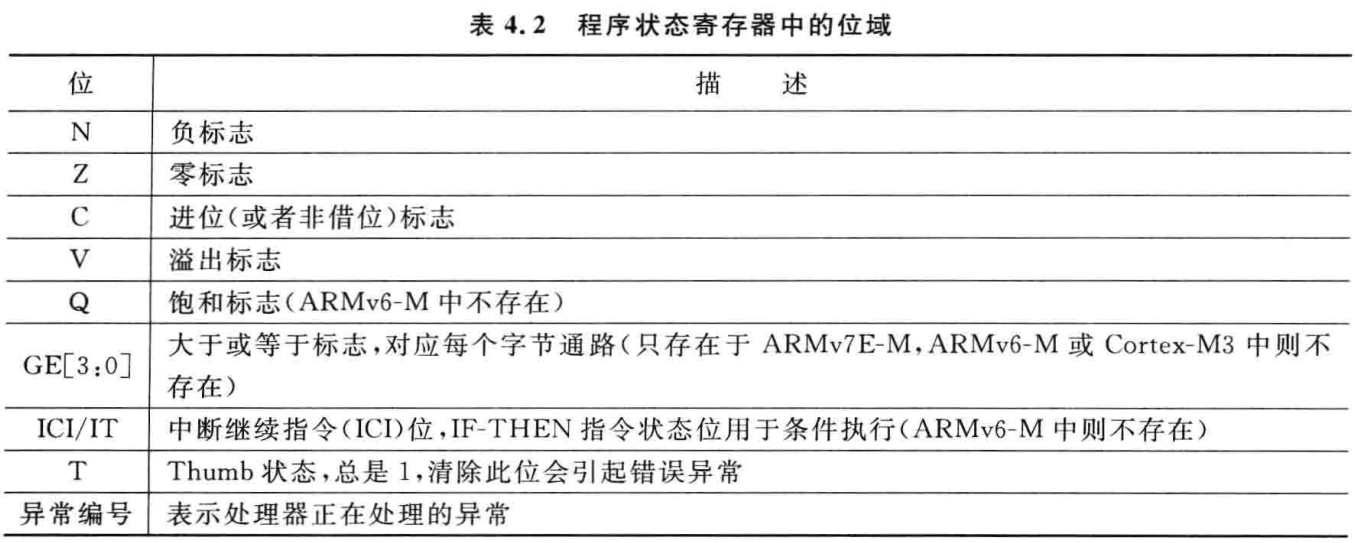 表 4.2 程序状态寄存器中的位域
位 描 述
N 负标志
Z 零标志
C 进位(或者非借位)标志
V 溢出标志
Q 饱和标志(ARMv6-M 中不存在)
GE[3:0] 大于或等于标志,对应每个字节通路(只存在于 ARMv7E-M,ARMv6-M 或 Cortex-M3 中则不
存在)
ICI/IT 中断继续指令(ICI)位,IF-THEN 指令状态位用于条件执行(ARMv6-M 中则不存在)
T Thumb 状态,总是 1,清除此位会引起错误异常
异常编号 表示处理器正在处理的异常